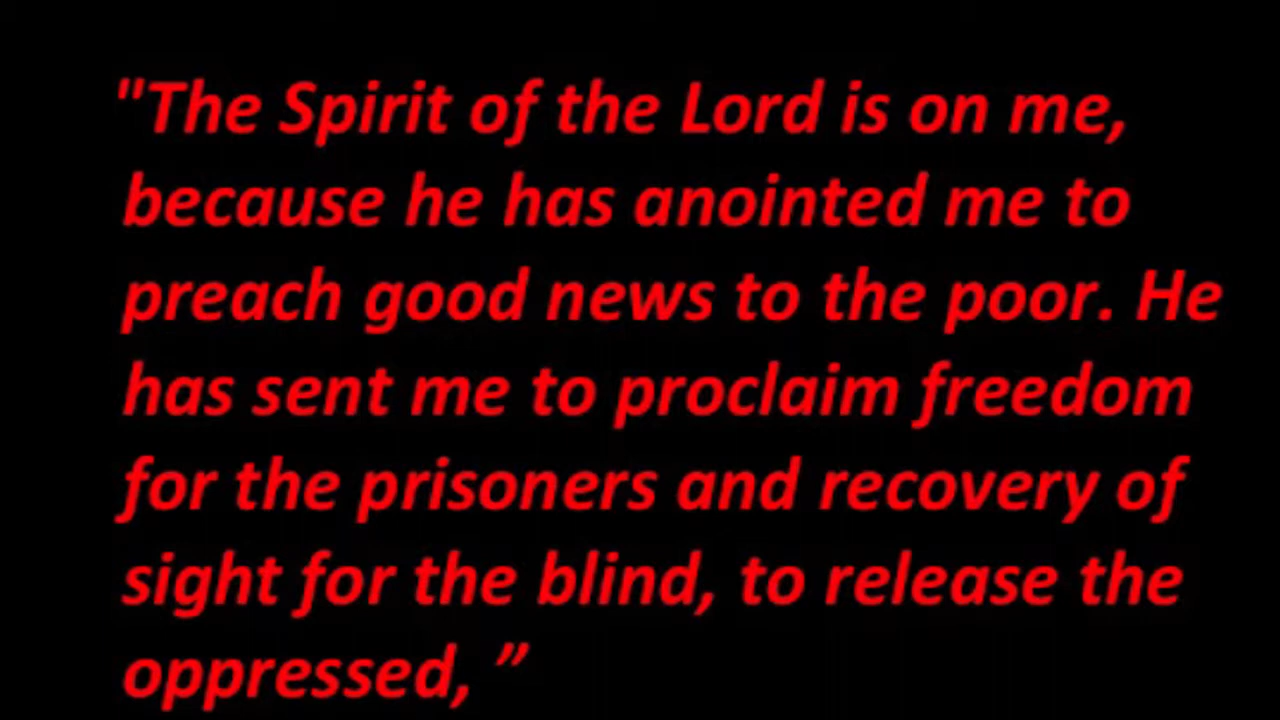 "The Spirit of the Lord is on me,
because he has anointed me to
preach good news to the poor. He
has sent me to proclaim freedom
for the prisoners and recovery of
sight for the blind, to release the
oppressed, ”